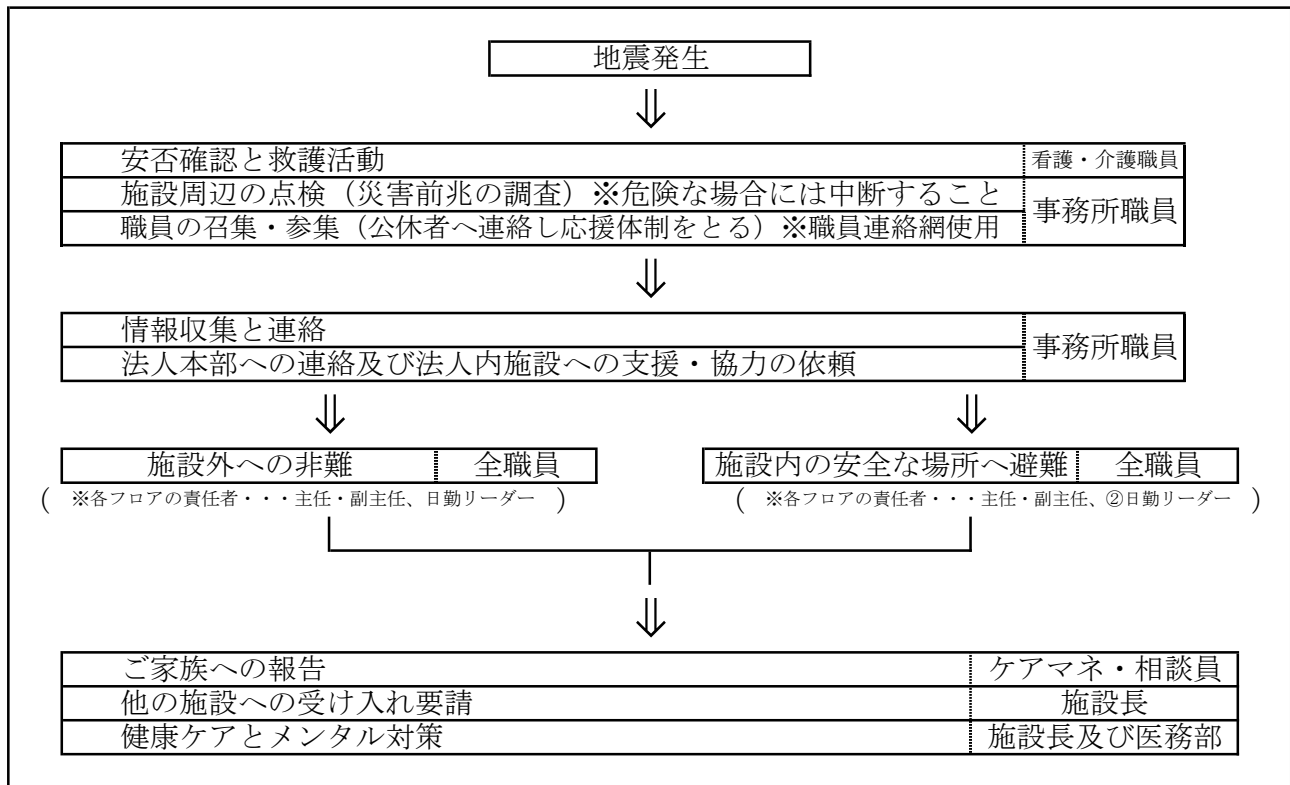 地震発生
⇓
安否確認と救護活動 看護・介護職員
施設周辺の点検（災害前兆の調査）※危険な場合には中断すること 事務所職員
職員の召集・参集（公休者へ連絡し応援体制をとる）※職員連絡網使用
⇓
情報収集と連絡 事務所職員
法人本部への連絡及び法人内施設への支援・協力の依頼
⇓ ⇓
施設外への非難 全職員 施設内の安全な場所へ避難 全職員
（ ※各フロアの責任者・・・主任・副主任、日勤リーダー ） （ ※各フロアの責任者・・・主任・副主任、②日勤リーダー ）
⇓
ご家族への報告 ケアマネ・相談員
他の施設への受け入れ要請 施設長
健康ケアとメンタル対策 施設長及び医務部